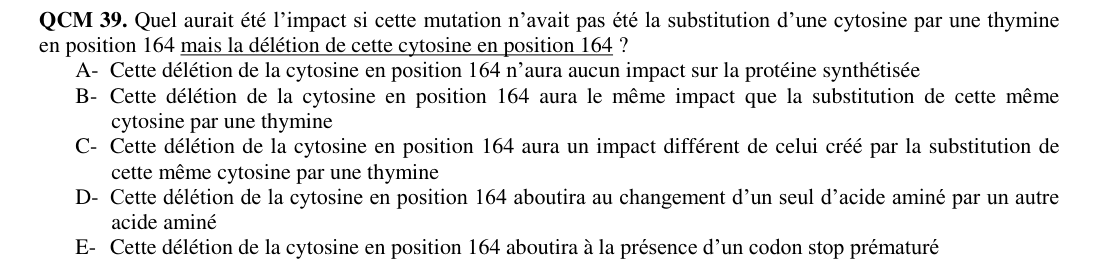 QCM 39. Quel aurait été l’impact si cette mutation n’avait pas été la substitution d’une cytosine par une thymine
en position 164 mais la délétion de cette cytosine en position 164 ?
A- Cette délétion de la cytosine en position 164 n’aura aucun impact sur la protéine synthétisée
B- Cette délétion de la cytosine en position 164 aura le même impact que la substitution de cette même
cytosine par une thymine
C- Cette délétion de la cytosine en position 164 aura un impact différent de celui créé par la substitution de
cette même cytosine par une thymine
D- Cette délétion de la cytosine en position 164 aboutira au changement d’un seul d’acide aminé par un autre
acide aminé
E- Cette délétion de la cytosine en position 164 aboutira à la présence d’un codon stop prématuré